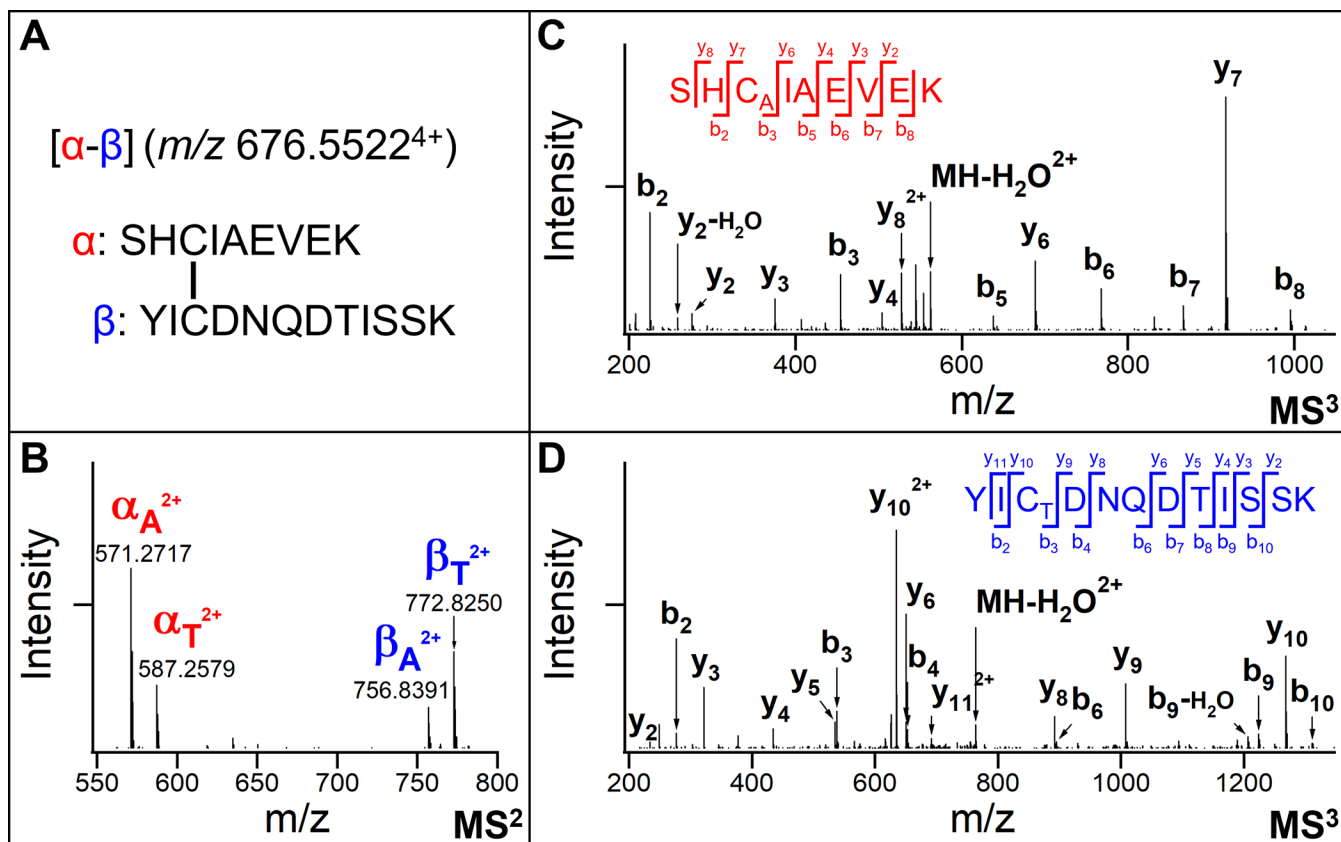 A
[α-β] (m/z 676.5522⁴⁺)
α: SHCIAEVEK
β: YICDNQDTISSK
B
Intensity
α_A²⁺
571.2717
α_T²⁺
587.2579
β_T²⁺
772.8250
β_A²⁺
756.8391
550 600 650 700 750 800
m/z
MS²
C
Intensity
y₈ y₇ y₆ y₄ y₃ y₂
SHC_AIAEVEK
b₂ b₃ b₅ b₆ b₇ b₈
b₂
y₂-H₂O
y₂
y₃
b₃
y₄
y₈²⁺
MH-H₂O²⁺
b₅
y₆
b₆
b₇
y₇
b₈
200 400 600 800 1000
m/z
MS³
D
Intensity
y₁₁ y₁₀ y₉ y₈ y₆ y₅ y₄ y₃ y₂
YIC_TDNQDTISSK
b₂ b₃ b₄ b₆ b₇ b₈ b₉ b₁₀
y₂
b₂
y₃
y₄
y₅
b₃
y₁₀²⁺
y₆
b₄
y₁₁²⁺
MH-H₂O²⁺
y₈
b₆
y₉
b₉-H₂O
b₉
y₁₀
b₁₀
200 400 600 800 1000 1200
m/z
MS³